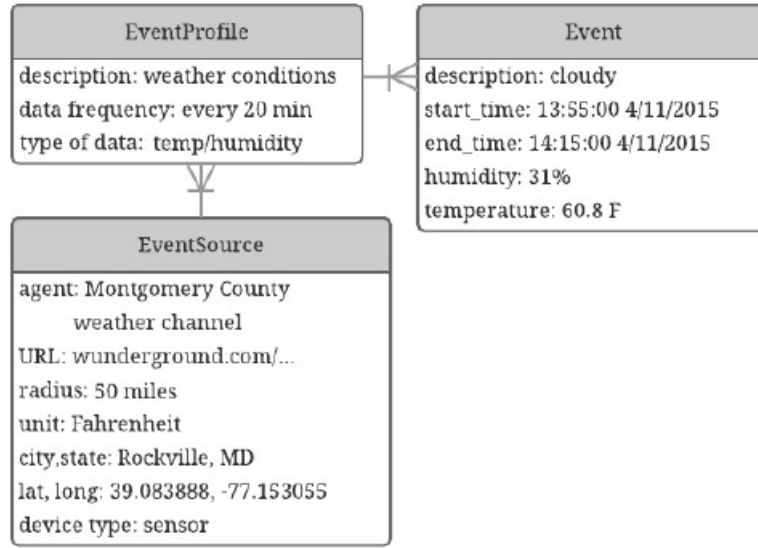 EventProfile
description: weather conditions
data frequency: every 20 min
type of data: temp/humidity
Event
description: cloudy
start_time: 13:55:00 4/11/2015
end_time: 14:15:00 4/11/2015
humidity: 31%
temperature: 60.8 F
EventSource
agent: Montgomery County
weather channel
URL: wunderground.com/...
radius: 50 miles
unit: Fahrenheit
city,state: Rockville, MD
lat, long: 39.083888, -77.153055
device type: sensor